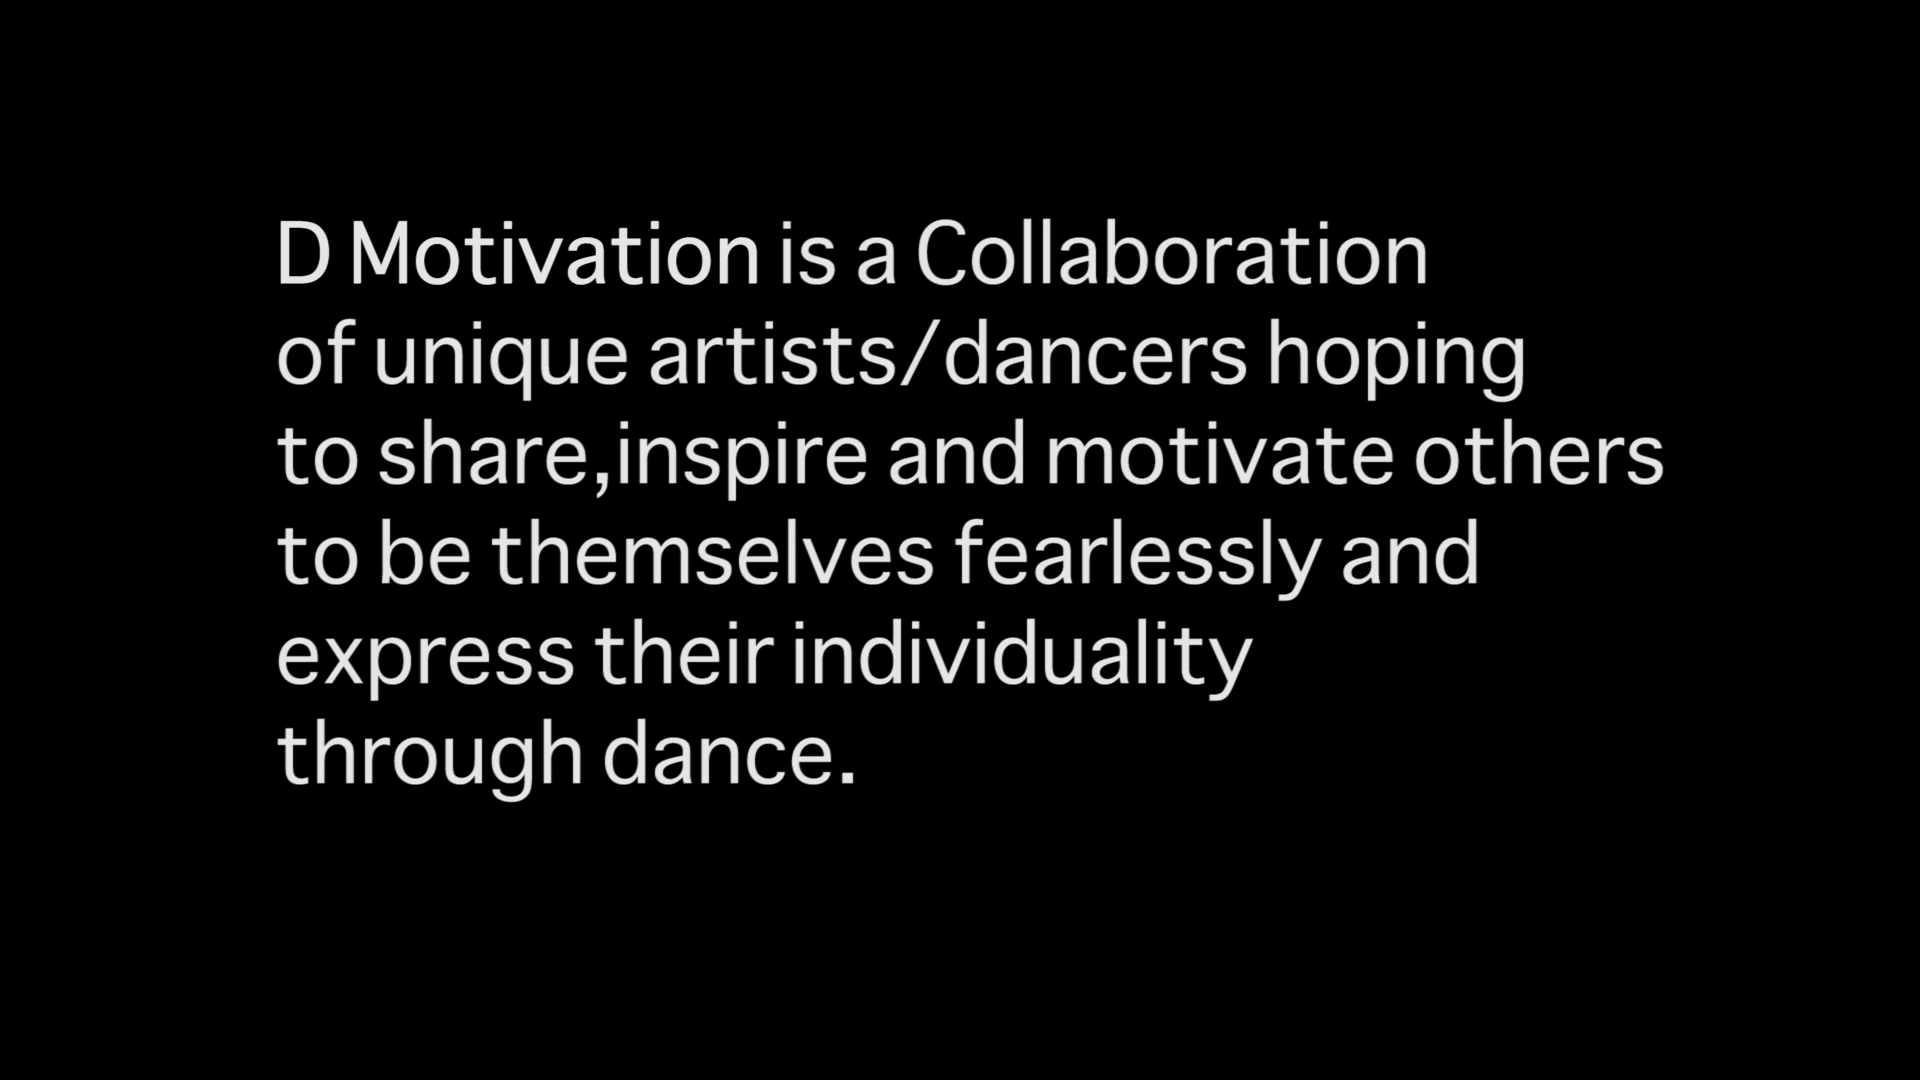 D Motivation is a Collaboration
of unique artists/dancers hoping
to share,inspire and motivate others
to be themselves fearlessly and
express their individuality
through dance.